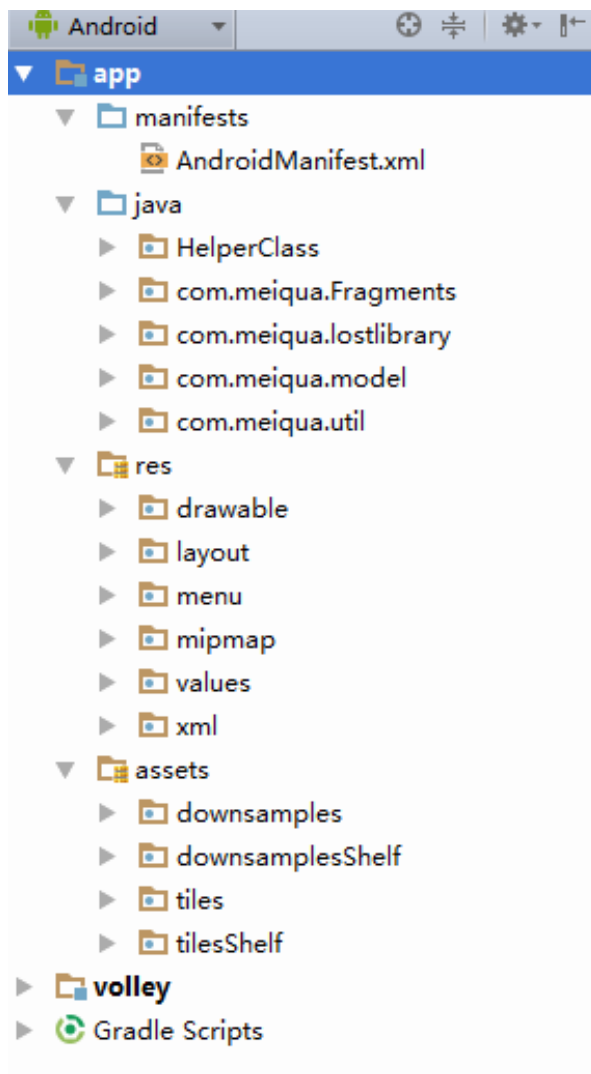 Android
app
manifests
AndroidManifest.xml
java
HelperClass
com.meiqua.Fragments
com.meiqua.lostlibrary
com.meiqua.model
com.meiqua.util
res
drawable
layout
menu
mipmap
values
xml
assets
downsamples
downsamplesShelf
tiles
tilesShelf
volley
Gradle Scripts